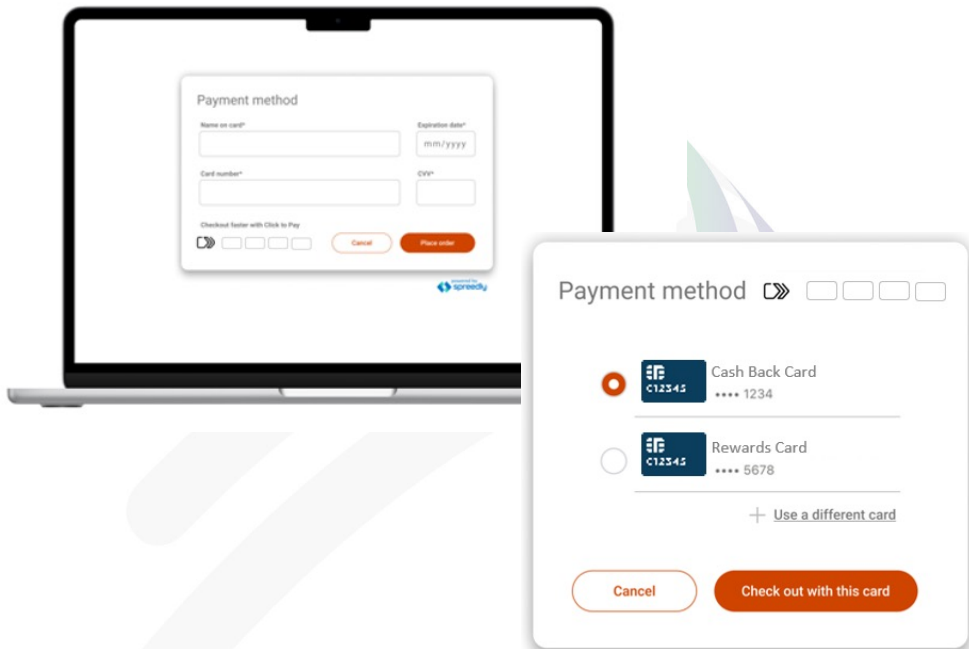 Payment method
Name on card*
Expiration date*
mm/yyyy
Card number*
CVV*
Checkout faster with Click to Pay
Cancel
Place order
powered by
spreedly
Payment method
C12345
Cash Back Card
•••• 1234
C12345
Rewards Card
•••• 5678
Use a different card
Cancel
Check out with this card